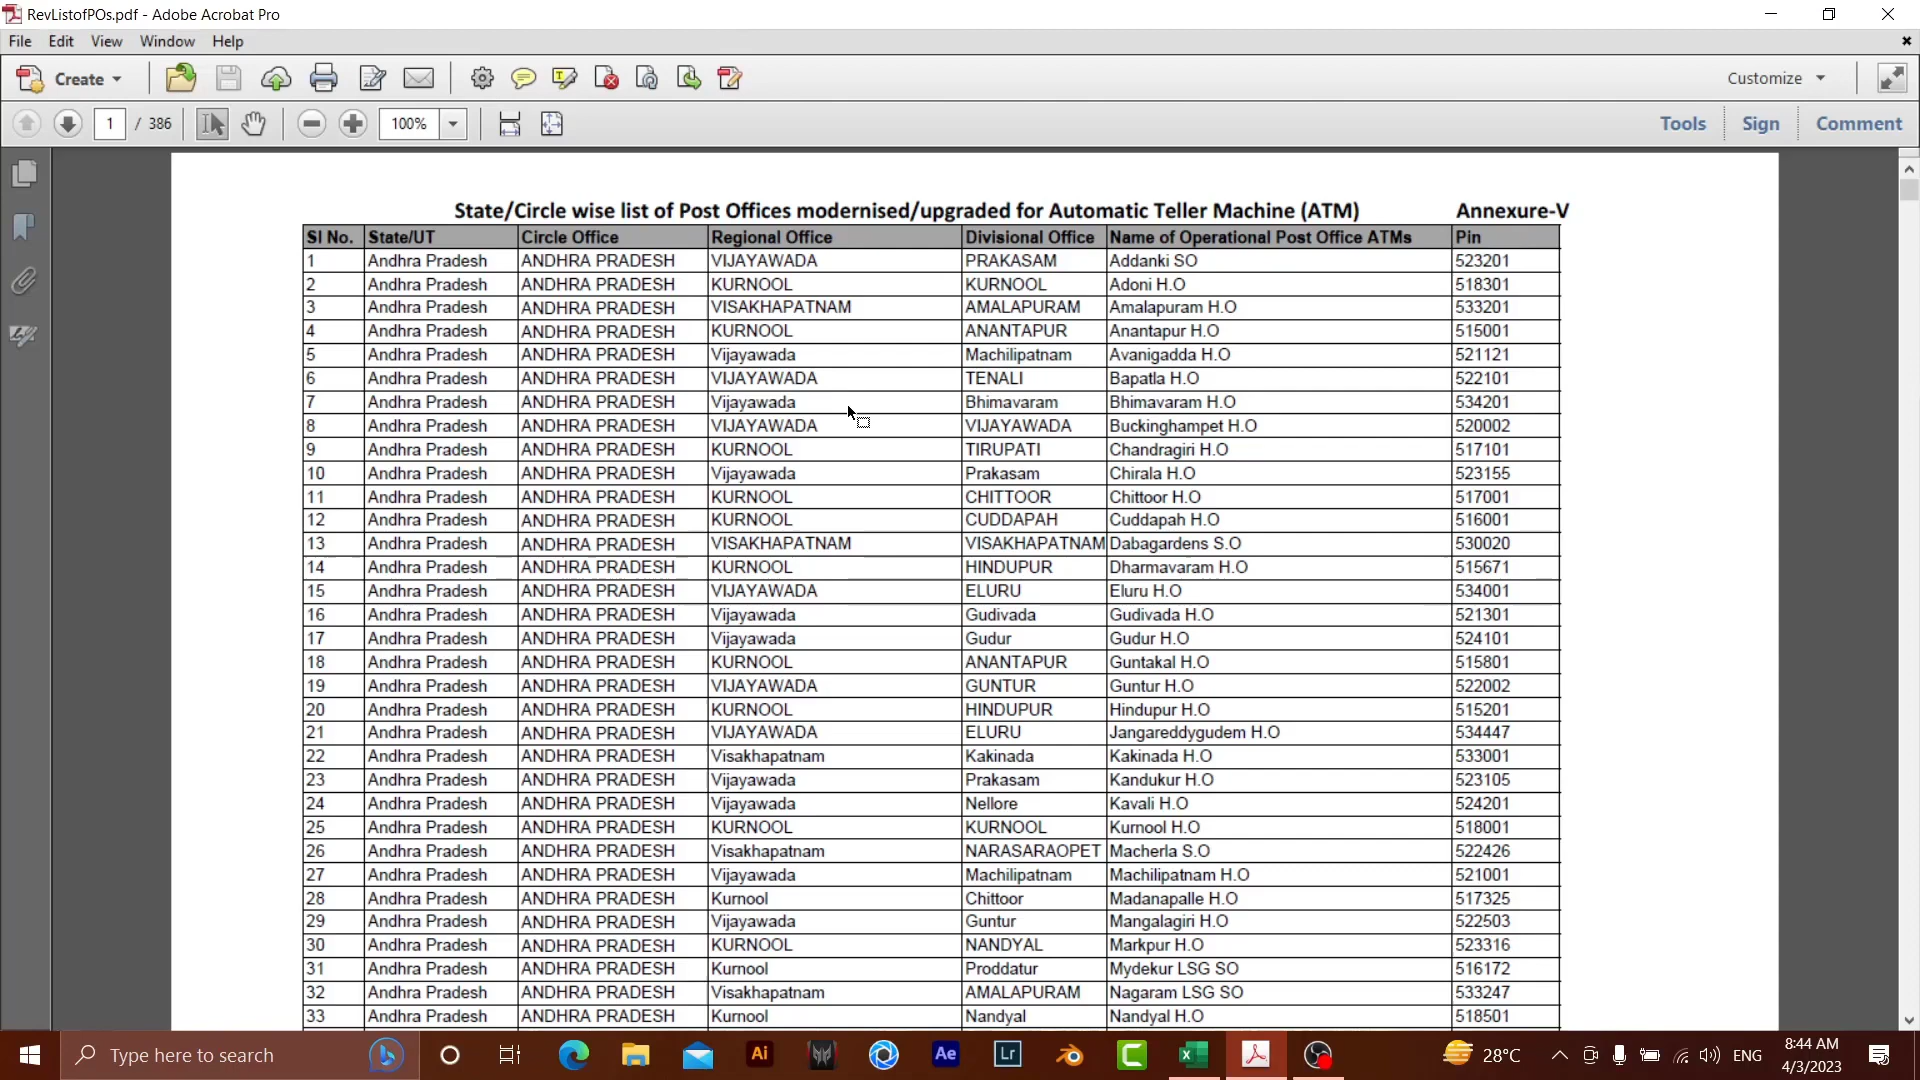 RevListofPOs.pdf - Adobe Acrobat Pro
File Edit View Window Help
Create Customize
1 / 386 100% Tools Sign Comment
State/Circle wise list of Post Offices modernised/upgraded for Automatic Teller Machine (ATM) Annexure-V
Sl No. State/UT Circle Office Regional Office Divisional Office Name of Operational Post Office ATMs Pin
1 Andhra Pradesh ANDHRA PRADESH VIJAYAWADA PRAKASAM Addanki SO 523201
2 Andhra Pradesh ANDHRA PRADESH KURNOOL KURNOOL Adoni H.O 518301
3 Andhra Pradesh ANDHRA PRADESH VISAKHAPATNAM AMALAPURAM Amalapuram H.O 533201
4 Andhra Pradesh ANDHRA PRADESH KURNOOL ANANTAPUR Anantapur H.O 515001
5 Andhra Pradesh ANDHRA PRADESH Vijayawada Machilipatnam Avanigadda H.O 521121
6 Andhra Pradesh ANDHRA PRADESH VIJAYAWADA TENALI Bapatla H.O 522101
7 Andhra Pradesh ANDHRA PRADESH Vijayawada Bhimavaram Bhimavaram H.O 534201
8 Andhra Pradesh ANDHRA PRADESH VIJAYAWADA VIJAYAWADA Buckinghampet H.O 520002
9 Andhra Pradesh ANDHRA PRADESH KURNOOL TIRUPATI Chandragiri H.O 517101
10 Andhra Pradesh ANDHRA PRADESH Vijayawada Prakasam Chirala H.O 523155
11 Andhra Pradesh ANDHRA PRADESH KURNOOL CHITTOOR Chittoor H.O 517001
12 Andhra Pradesh ANDHRA PRADESH KURNOOL CUDDAPAH Cuddapah H.O 516001
13 Andhra Pradesh ANDHRA PRADESH VISAKHAPATNAM VISAKHAPATNAM Dabagardens S.O 530020
14 Andhra Pradesh ANDHRA PRADESH KURNOOL HINDUPUR Dharmavaram H.O 515671
15 Andhra Pradesh ANDHRA PRADESH VIJAYAWADA ELURU Eluru H.O 534001
16 Andhra Pradesh ANDHRA PRADESH Vijayawada Gudivada Gudivada H.O 521301
17 Andhra Pradesh ANDHRA PRADESH Vijayawada Gudur Gudur H.O 524101
18 Andhra Pradesh ANDHRA PRADESH KURNOOL ANANTAPUR Guntakal H.O 515801
19 Andhra Pradesh ANDHRA PRADESH VIJAYAWADA GUNTUR Guntur H.O 522002
20 Andhra Pradesh ANDHRA PRADESH KURNOOL HINDUPUR Hindupur H.O 515201
21 Andhra Pradesh ANDHRA PRADESH VIJAYAWADA ELURU Jangareddygudem H.O 534447
22 Andhra Pradesh ANDHRA PRADESH Visakhapatnam Kakinada Kakinada H.O 533001
23 Andhra Pradesh ANDHRA PRADESH Vijayawada Prakasam Kandukur H.O 523105
24 Andhra Pradesh ANDHRA PRADESH Vijayawada Nellore Kavali H.O 524201
25 Andhra Pradesh ANDHRA PRADESH KURNOOL KURNOOL Kurnool H.O 518001
26 Andhra Pradesh ANDHRA PRADESH Visakhapatnam NARASARAOPET Macherla S.O 522426
27 Andhra Pradesh ANDHRA PRADESH Vijayawada Machilipatnam Machilipatnam H.O 521001
28 Andhra Pradesh ANDHRA PRADESH Kurnool Chittoor Madanapalle H.O 517325
29 Andhra Pradesh ANDHRA PRADESH Vijayawada Guntur Mangalagiri H.O 522503
30 Andhra Pradesh ANDHRA PRADESH KURNOOL NANDYAL Markpur H.O 523316
31 Andhra Pradesh ANDHRA PRADESH Kurnool Proddatur Mydekur LSG SO 516172
32 Andhra Pradesh ANDHRA PRADESH Visakhapatnam AMALAPURAM Nagaram LSG SO 533247
33 Andhra Pradesh ANDHRA PRADESH Kurnool Nandyal Nandyal H.O 518501
Type here to search Ai Ae Lr 28°C ENG 8:44 AM
4/3/2023